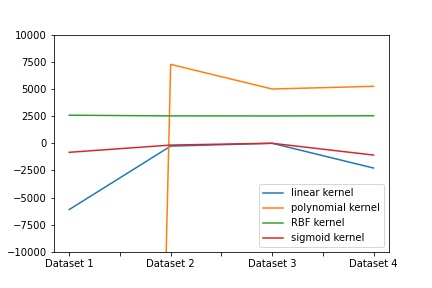 10000
7500
5000
2500
0
−2500
−5000
−7500
−10000
linear kernel
polynomial kernel
RBF kernel
sigmoid kernel
Dataset 1 Dataset 2 Dataset 3 Dataset 4